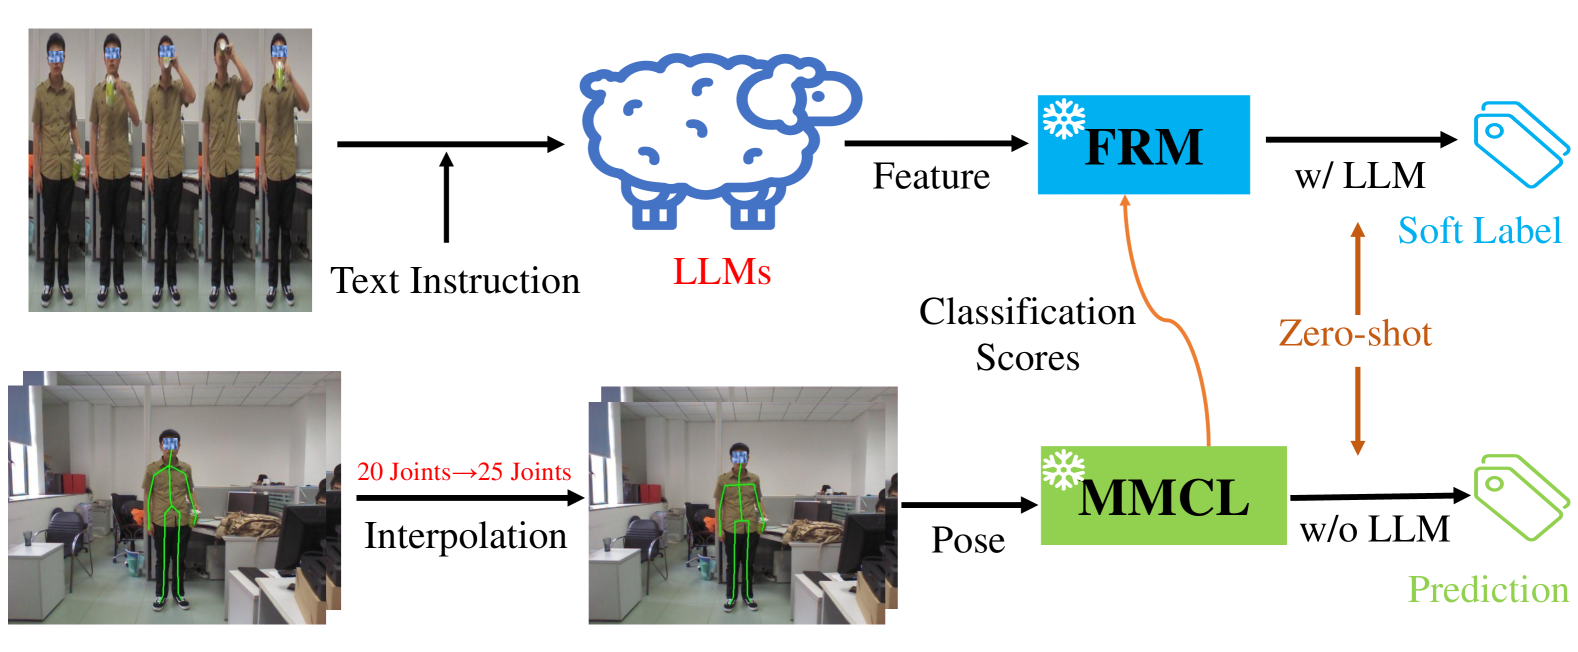 Text Instruction
LLMs
Feature
FRM
w/ LLM
Soft Label
Classification
Scores
Zero-shot
20 Joints→25 Joints
Interpolation
Pose
MMCL
w/o LLM
Prediction